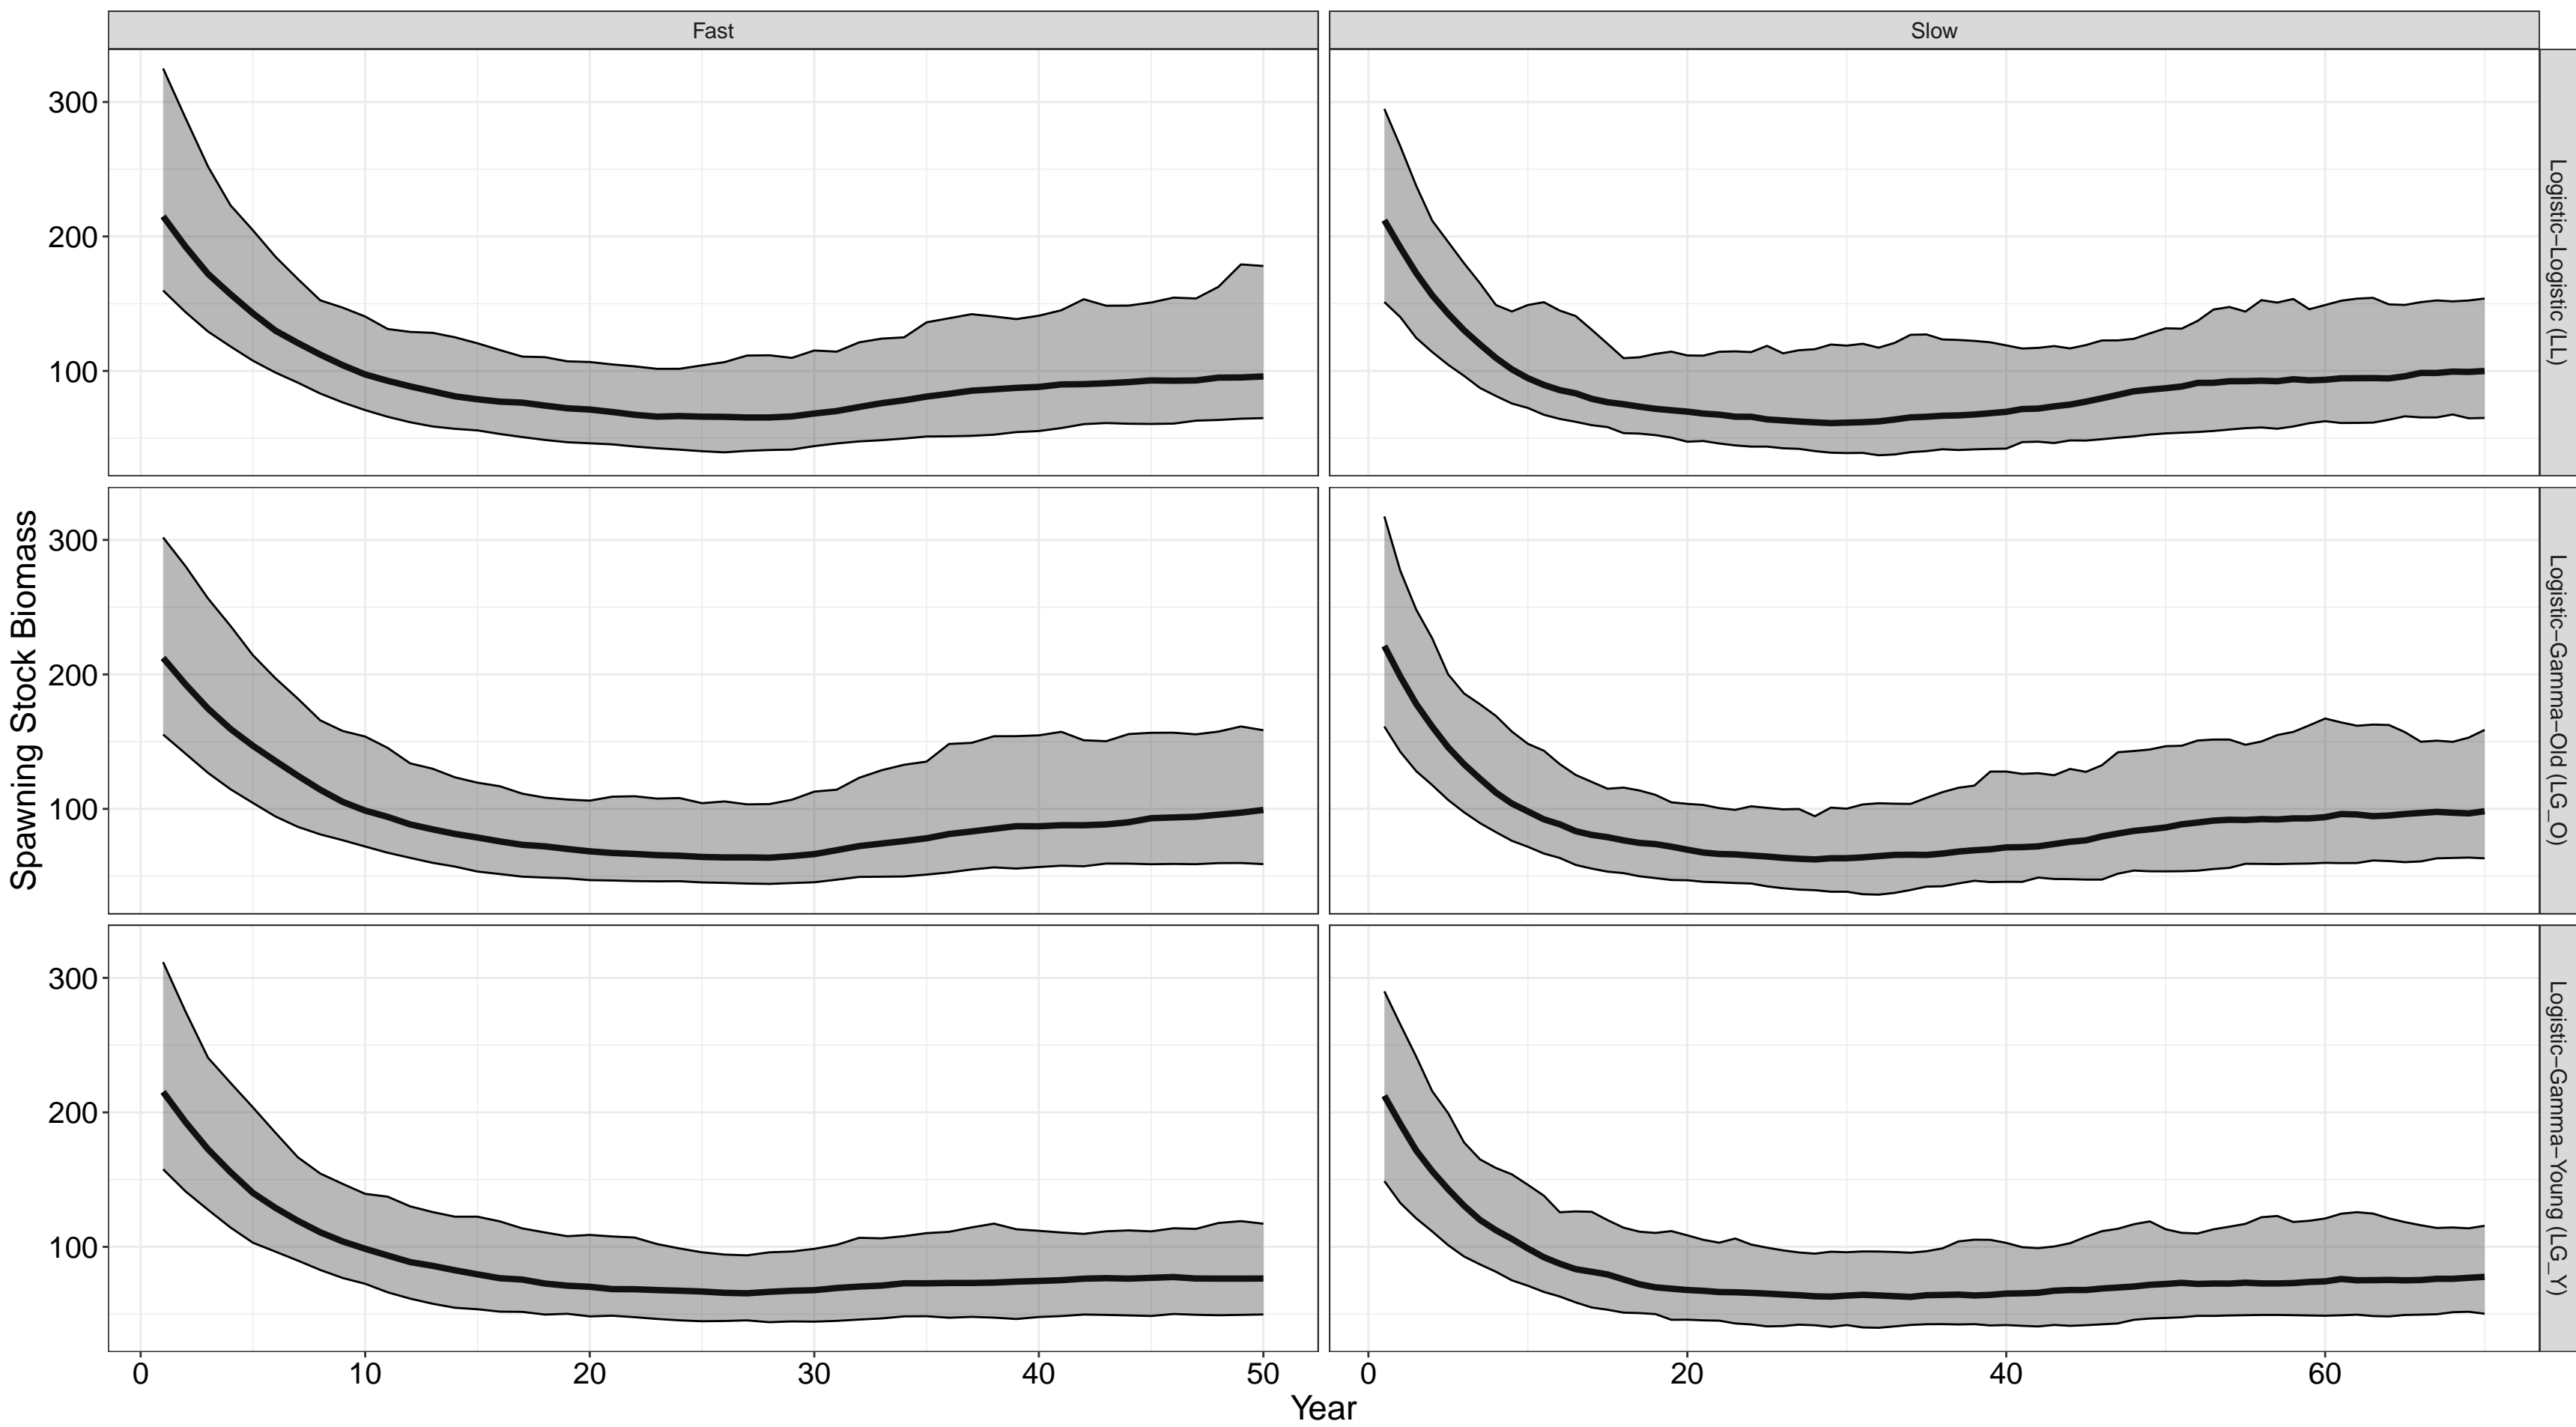 Fast
Slow
300
200
100
Logistic–Logistic (LL)
Spawning Stock Biomass
300
200
100
Logistic–Gamma–Old (LG_O)
300
200
100
Logistic–Gamma–Young (LG_Y)
0 10 20 30 40 50
0 20 40 60
Year